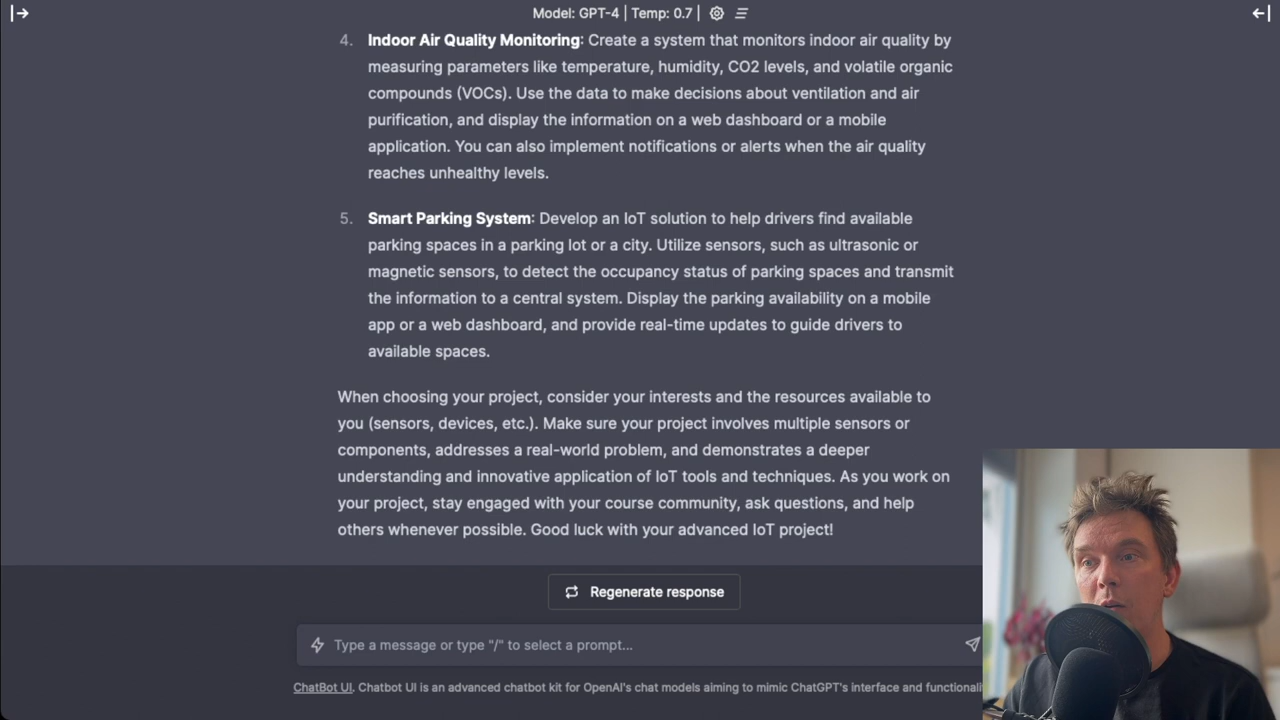 Model: GPT-4 | Temp: 0.7 |
4. Indoor Air Quality Monitoring: Create a system that monitors indoor air quality by
measuring parameters like temperature, humidity, CO2 levels, and volatile organic
compounds (VOCs). Use the data to make decisions about ventilation and air
purification, and display the information on a web dashboard or a mobile
application. You can also implement notifications or alerts when the air quality
reaches unhealthy levels.
5. Smart Parking System: Develop an IoT solution to help drivers find available
parking spaces in a parking lot or a city. Utilize sensors, such as ultrasonic or
magnetic sensors, to detect the occupancy status of parking spaces and transmit
the information to a central system. Display the parking availability on a mobile
app or a web dashboard, and provide real-time updates to guide drivers to
available spaces.
When choosing your project, consider your interests and the resources available to
you (sensors, devices, etc.). Make sure your project involves multiple sensors or
components, addresses a real-world problem, and demonstrates a deeper
understanding and innovative application of IoT tools and techniques. As you work on
your project, stay engaged with your course community, ask questions, and help
others whenever possible. Good luck with your advanced IoT project!
Regenerate response
Type a message or type "/" to select a prompt...
ChatBot UI. Chatbot UI is an advanced chatbot kit for OpenAI's chat models aiming to mimic ChatGPT's interface and functionali